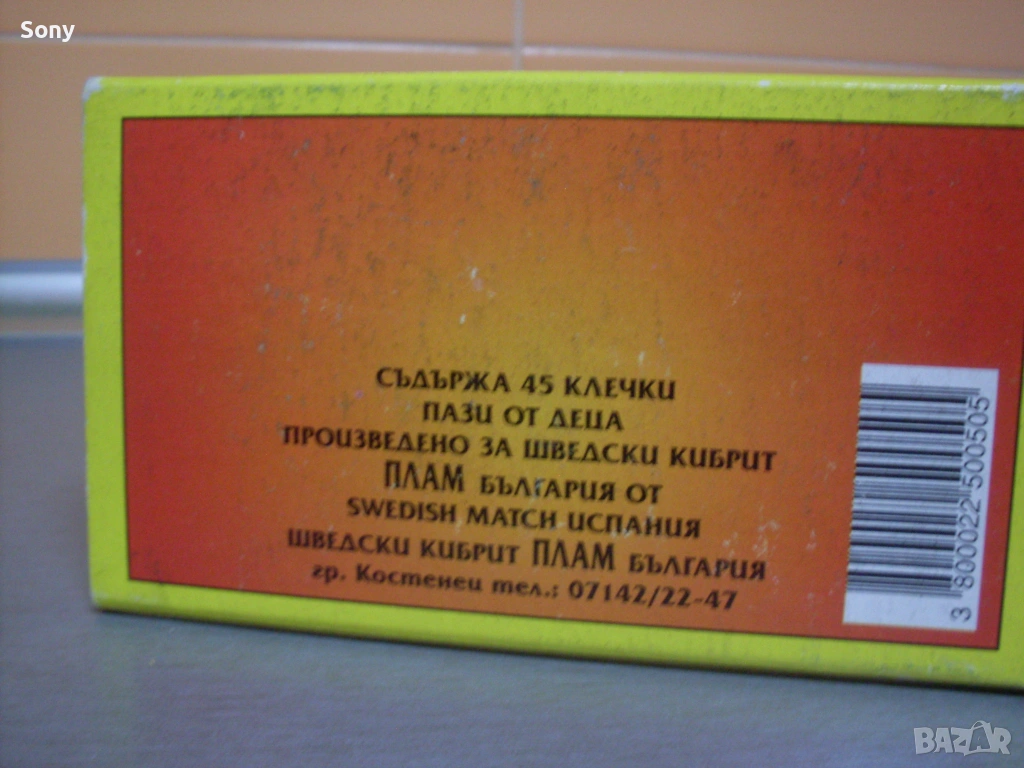 Sony
СЪДЪРЖА 45 КЛЕЧКИ
ПАЗИ ОТ ДЕЦА
ПРОИЗВЕДЕНО ЗА ШВЕДСКИ КИБРИТ
ПЛАМ БЪЛГАРИЯ ОТ
SWEDISH MATCH ИСПАНИЯ
ШВЕДСКИ КИБРИТ ПЛАМ БЪЛГАРИЯ
гр. Костенец тел.: 07142/22-47
3 800022 500505
BAZAR